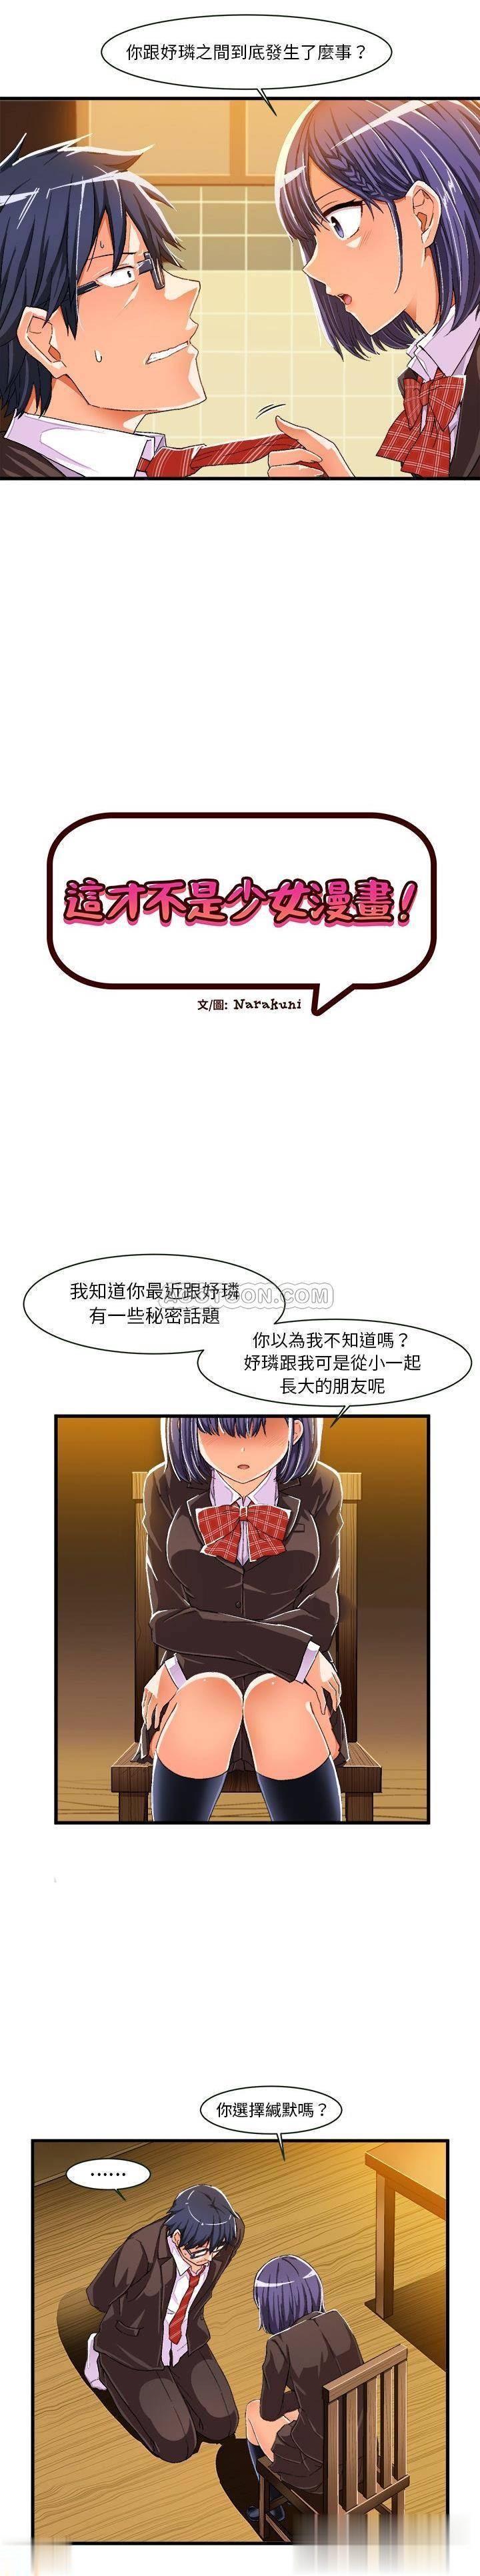 你跟妤璘之間到底發生了麼事？
這才不是少女漫畫！
文/圖: Narakuni
我知道你最近跟妤璘
有一些秘密話題
你以為我不知道嗎？
妤璘跟我可是從小一起
長大的朋友呢
你選擇緘默嗎？
······